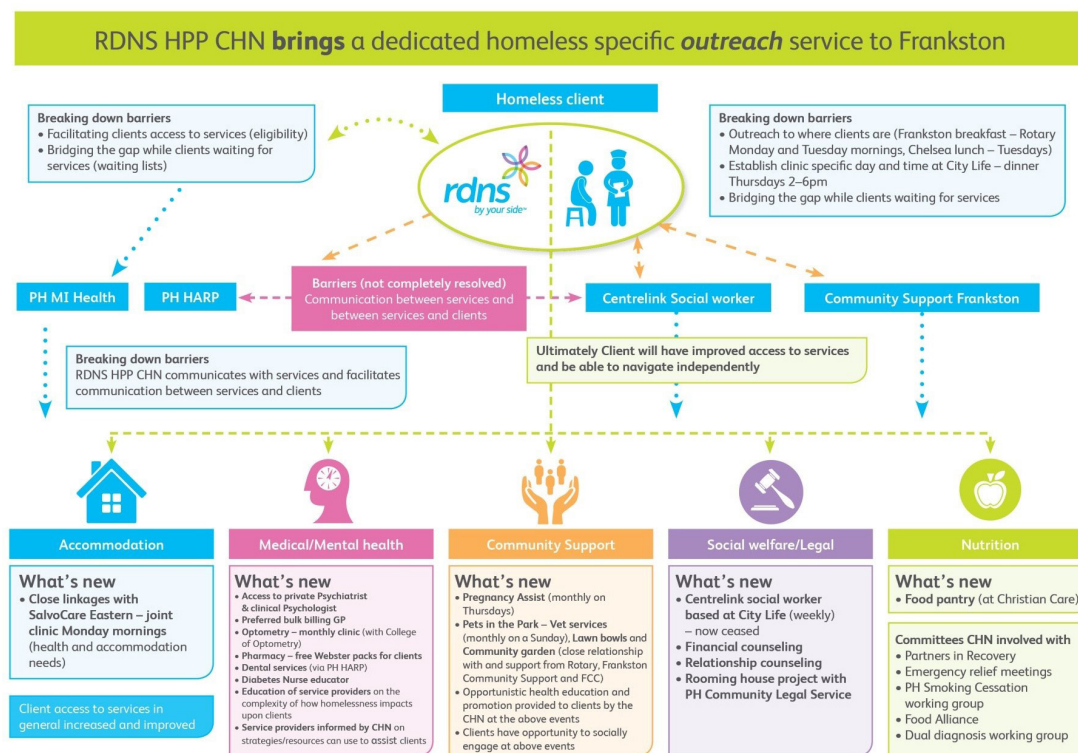 RDNS HPP CHN brings a dedicated homeless specific outreach service to Frankston
Homeless client
Breaking down barriers
• Facilitating clients access to services (eligibility)
• Bridging the gap while clients waiting for
services (waiting lists)
rdns
by your side™
Breaking down barriers
• Outreach to where clients are (Frankston breakfast – Rotary
Monday and Tuesday mornings, Chelsea lunch – Tuesdays)
• Establish clinic specific day and time at City Life – dinner
Thursdays 2–6pm
• Bridging the gap while clients waiting for services
PH MI Health
PH HARP
Barriers (not completely resolved)
Communication between services and
between services and clients
Centrelink Social worker
Community Support Frankston
Breaking down barriers
RDNS HPP CHN communicates with services and facilitates
communication between services and clients
Ultimately Client will have improved access to services
and be able to navigate independently
Accommodation
What's new
• Close linkages with
SalvoCare Eastern – joint
clinic Monday mornings
(health and accommodation
needs)
Client access to services in
general increased and improved
Medical/Mental health
What's new
• Access to private Psychiatrist
& clinical Psychologist
• Preferred bulk billing GP
• Optometry – monthly clinic (with College
of Optometry)
• Pharmacy – free Webster packs for clients
• Dental services (via PH HARP)
• Diabetes Nurse educator
• Education of service providers on the
complexity of how homelessness impacts
upon clients
• Service providers informed by CHN on
strategies/resources can use to assist clients
Community Support
What's new
• Pregnancy Assist (monthly on
Thursdays)
• Pets in the Park – Vet services
(monthly on a Sunday), Lawn bowls and
Community garden (close relationship
with and support from Rotary, Frankston
Community Support and FCC)
• Opportunistic health education and
promotion provided to clients by the
CHN at the above events
• Clients have opportunity to socially
engage at above events
Social welfare/Legal
What's new
• Centrelink social worker
based at City Life (weekly)
– now ceased
• Financial counseling
• Relationship counseling
• Rooming house project with
PH Community Legal Service
Nutrition
What's new
• Food pantry (at Christian Care)
Committees CHN involved with
• Partners in Recovery
• Emergency relief meetings
• PH Smoking Cessation
working group
• Food Alliance
• Dual diagnosis working group